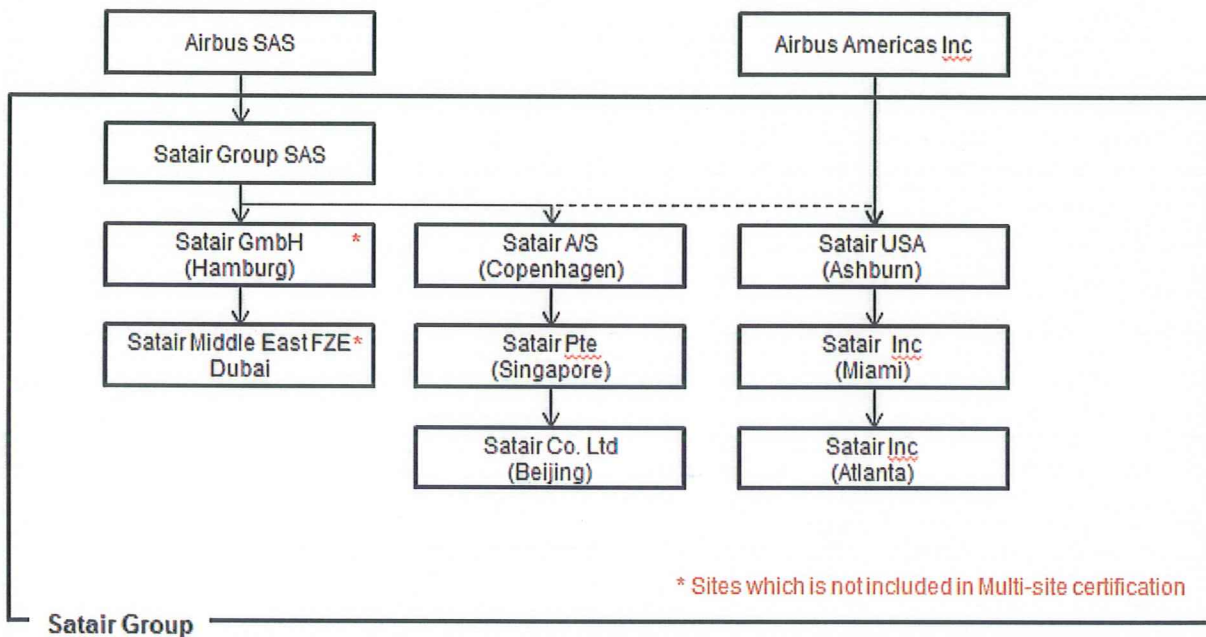 Airbus SAS
Airbus Americas Inc
Satair Group SAS
Satair GmbH *
(Hamburg)
Satair A/S
(Copenhagen)
Satair USA
(Ashburn)
Satair Middle East FZE*
Dubai
Satair Pte
(Singapore)
Satair Inc
(Miami)
Satair Co. Ltd
(Beijing)
Satair Inc
(Atlanta)
* Sites which is not included in Multi-site certification
Satair Group